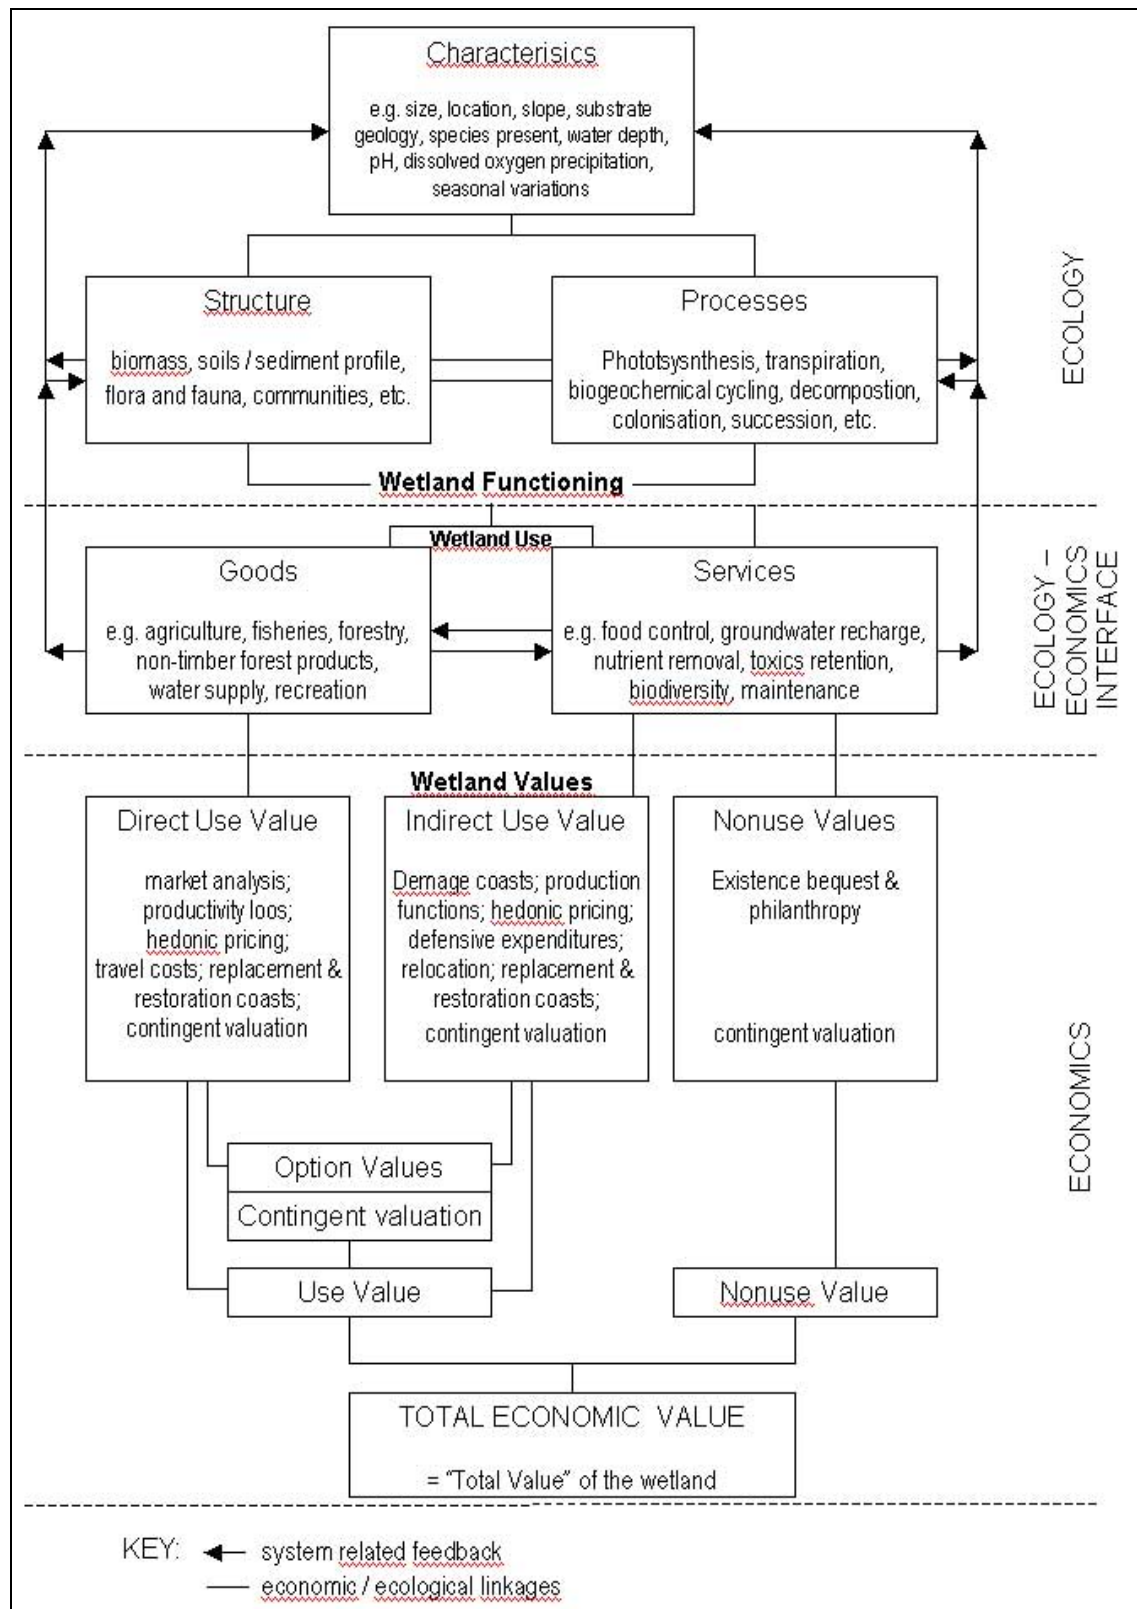 Characterisics
e.g. size, location, slope, substrate
geology, species present, water depth,
pH, dissolved oxygen precipitation,
seasonal variations
Structure
biomass, soils / sediment profile,
flora and fauna, communities, etc.
Processes
Phototsynthesis, transpiration,
biogeochemical cycling, decompostion,
colonisation, succession, etc.
ECOLOGY
Wetland Functioning
Wetland Use
Goods
e.g. agriculture, fisheries, forestry,
non-timber forest products,
water supply, recreation
Services
e.g. food control, groundwater recharge,
nutrient removal, toxics retention,
biodiversity, maintenance
ECOLOGY –
ECONOMICS
INTERFACE
Wetland Values
Direct Use Value
market analysis;
productivity loos;
hedonic pricing;
travel costs; replacement &
restoration coasts;
contingent valuation
Indirect Use Value
Demage coasts; production
functions; hedonic pricing;
defensive expenditures;
relocation; replacement &
restoration coasts;
contingent valuation
Nonuse Values
Existence bequest &
philanthropy
contingent valuation
ECONOMICS
Option Values
Contingent valuation
Use Value
Nonuse Value
TOTAL ECONOMIC VALUE
= “Total Value” of the wetland
KEY:
system related feedback
economic / ecological linkages